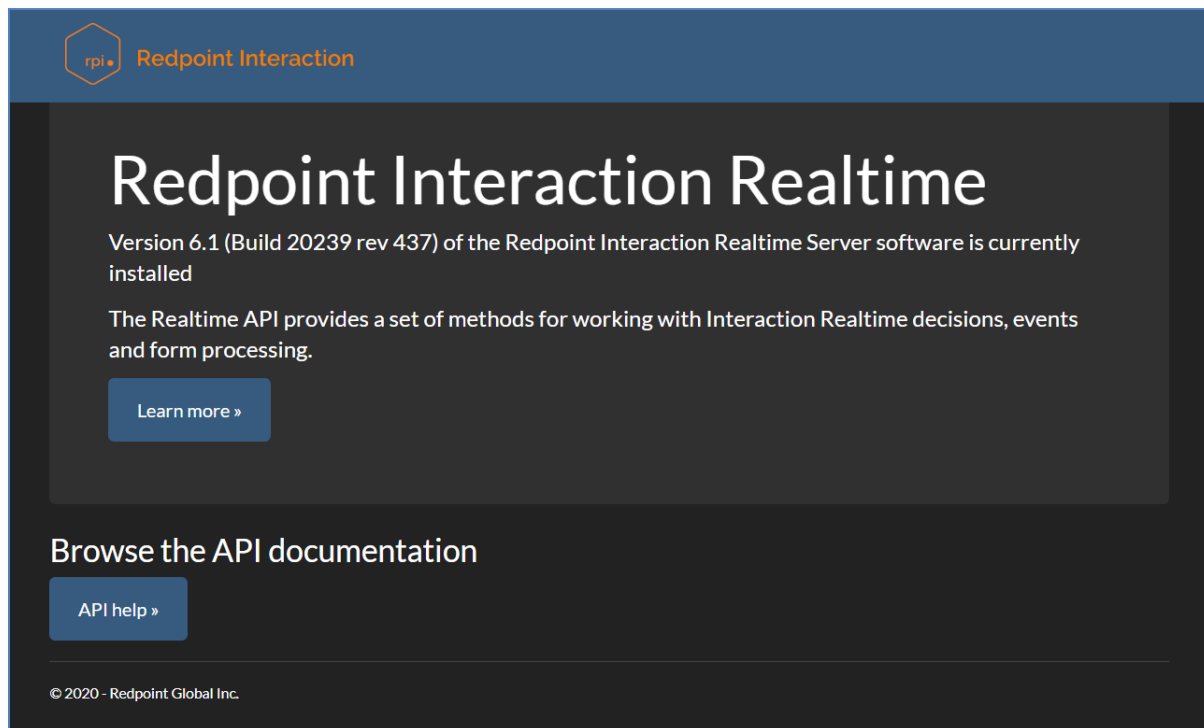 rpi. Redpoint Interaction
Redpoint Interaction Realtime
Version 6.1 (Build 20239 rev 437) of the Redpoint Interaction Realtime Server software is currently
installed
The Realtime API provides a set of methods for working with Interaction Realtime decisions, events
and form processing.
Learn more »
Browse the API documentation
API help »
© 2020 - Redpoint Global Inc.